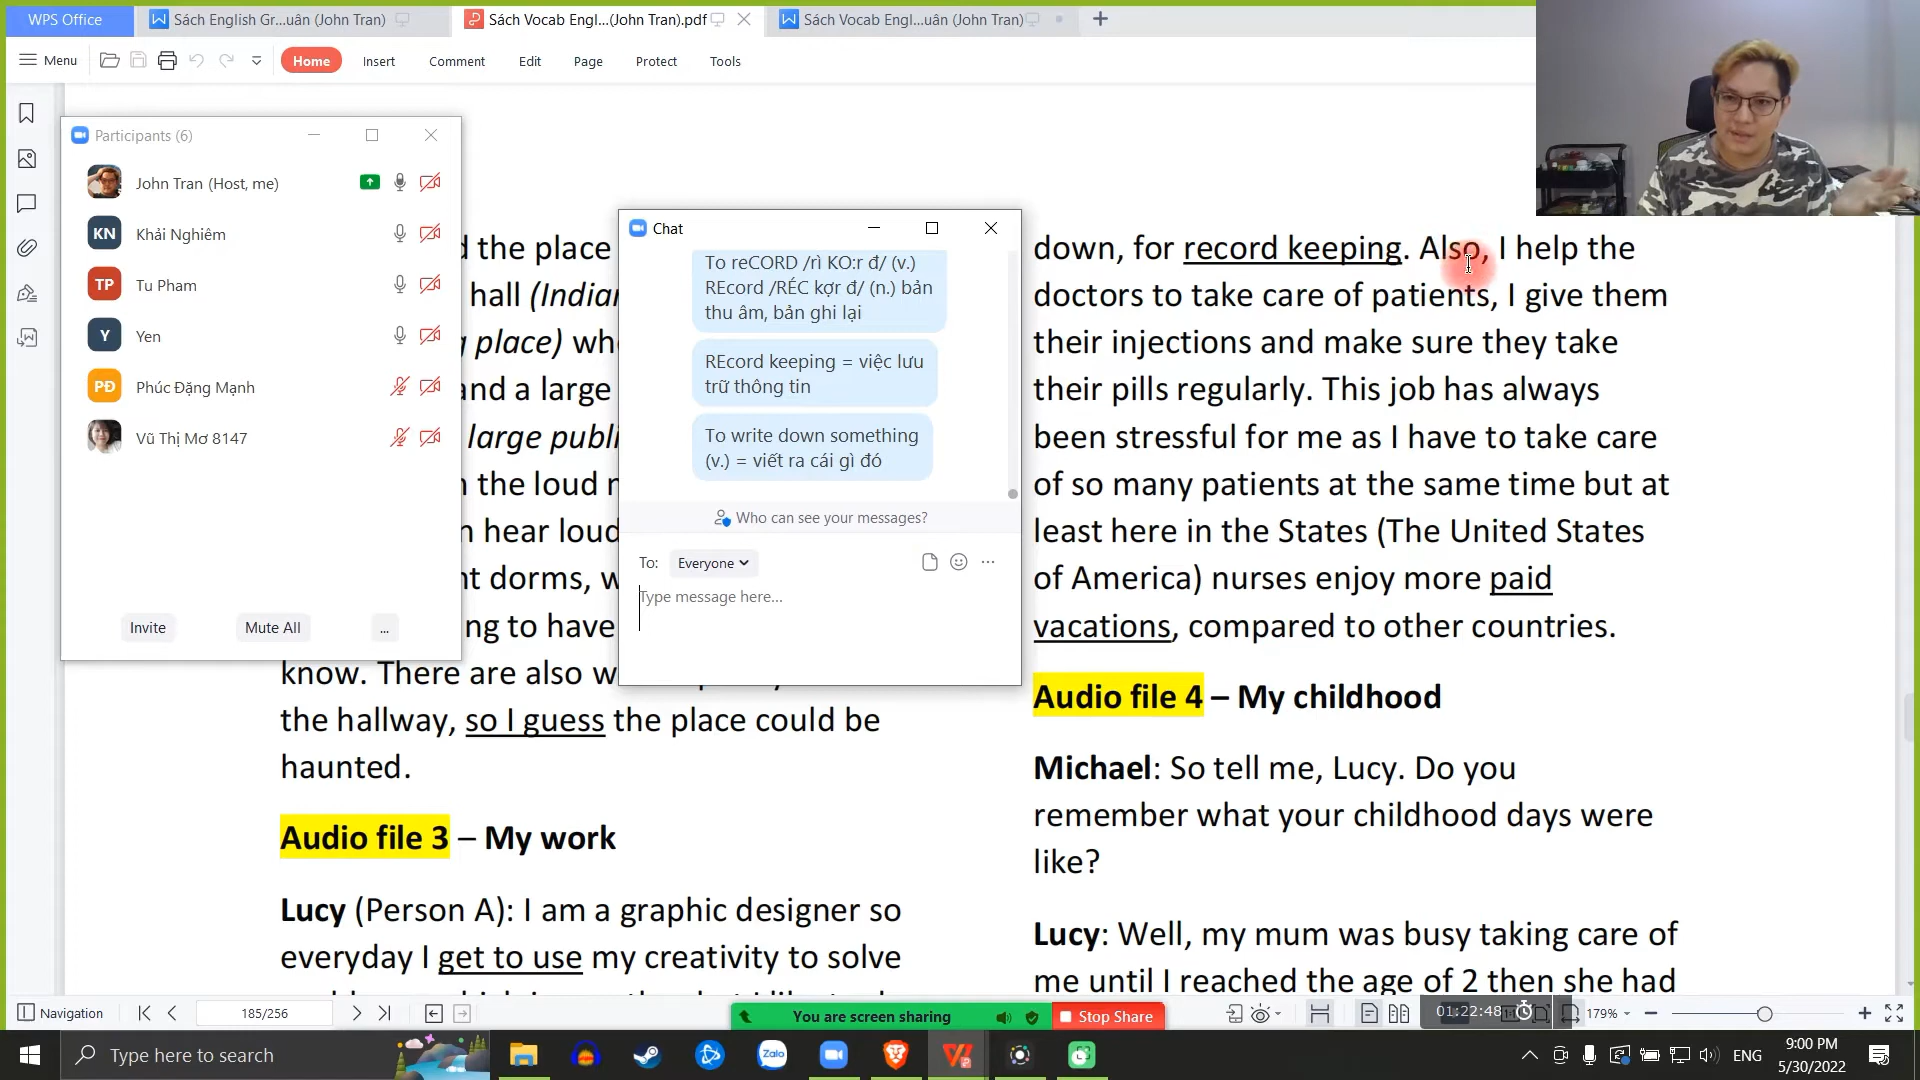 WPS Office
Sách English Gr...uân (John Tran)
Sách Vocab Engl...(John Tran).pdf
Sách Vocab Engl...uân (John Tran)
Menu
Home
Insert
Comment
Edit
Page
Protect
Tools
Participants (6)
John Tran (Host, me)
KN Khải Nghiêm
TP Tu Pham
Y Yen
PĐ Phúc Đặng Mạnh
Vũ Thị Mơ 8147
Invite
Mute All
...
Chat
To reCORD /rì KO:r đ/ (v.)
REcord /RÉC kợr đ/ (n.) bản
thu âm, bản ghi lại
REcord keeping = việc lưu
trữ thông tin
To write down something
(v.) = viết ra cái gì đó
Who can see your messages?
To: Everyone
Type message here...
the place
hall (Indian
place) wh
and a large
large publi
the loud
hear loud
dorms, w
to have
know. There are also w
the hallway, so I guess the place could be
haunted.
Audio file 3 – My work
Lucy (Person A): I am a graphic designer so
everyday I get to use my creativity to solve
down, for record keeping. Also, I help the
doctors to take care of patients, I give them
their injections and make sure they take
their pills regularly. This job has always
been stressful for me as I have to take care
of so many patients at the same time but at
least here in the States (The United States
of America) nurses enjoy more paid
vacations, compared to other countries.
Audio file 4 – My childhood
Michael: So tell me, Lucy. Do you
remember what your childhood days were
like?
Lucy: Well, my mum was busy taking care of
me until I reached the age of 2 then she had
Navigation
185/256
You are screen sharing
Stop Share
01:22:48
179%
Type here to search
Zalo
ENG
9:00 PM
5/30/2022